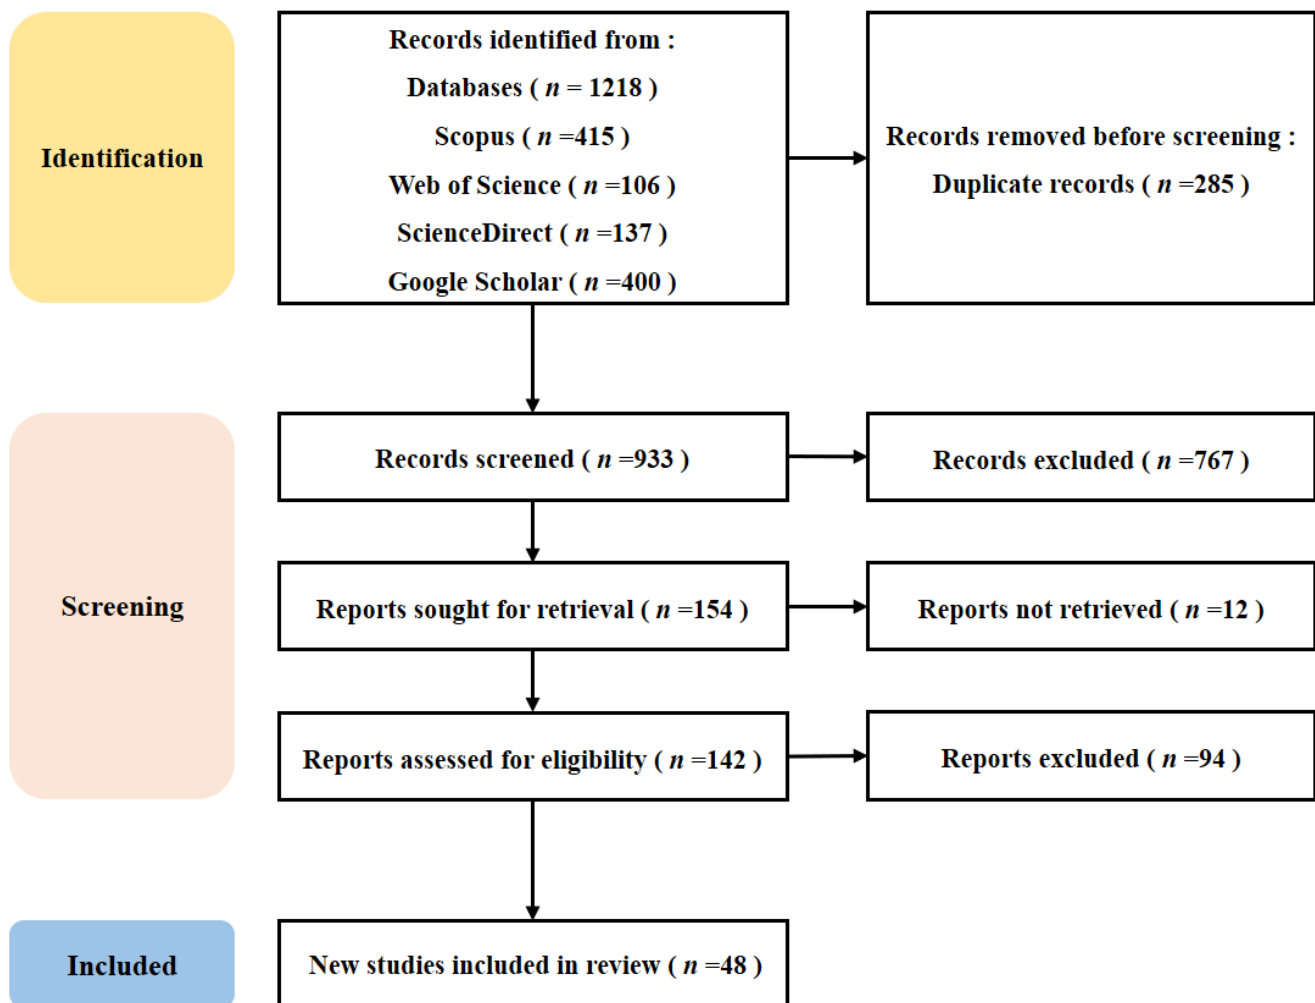 Identification
Records identified from :
Databases ( n = 1218 )
Scopus ( n =415 )
Web of Science ( n =106 )
ScienceDirect ( n =137 )
Google Scholar ( n =400 )
Records removed before screening :
Duplicate records ( n =285 )
Screening
Records screened ( n =933 )
Records excluded ( n =767 )
Reports sought for retrieval ( n =154 )
Reports not retrieved ( n =12 )
Reports assessed for eligibility ( n =142 )
Reports excluded ( n =94 )
Included
New studies included in review ( n =48 )